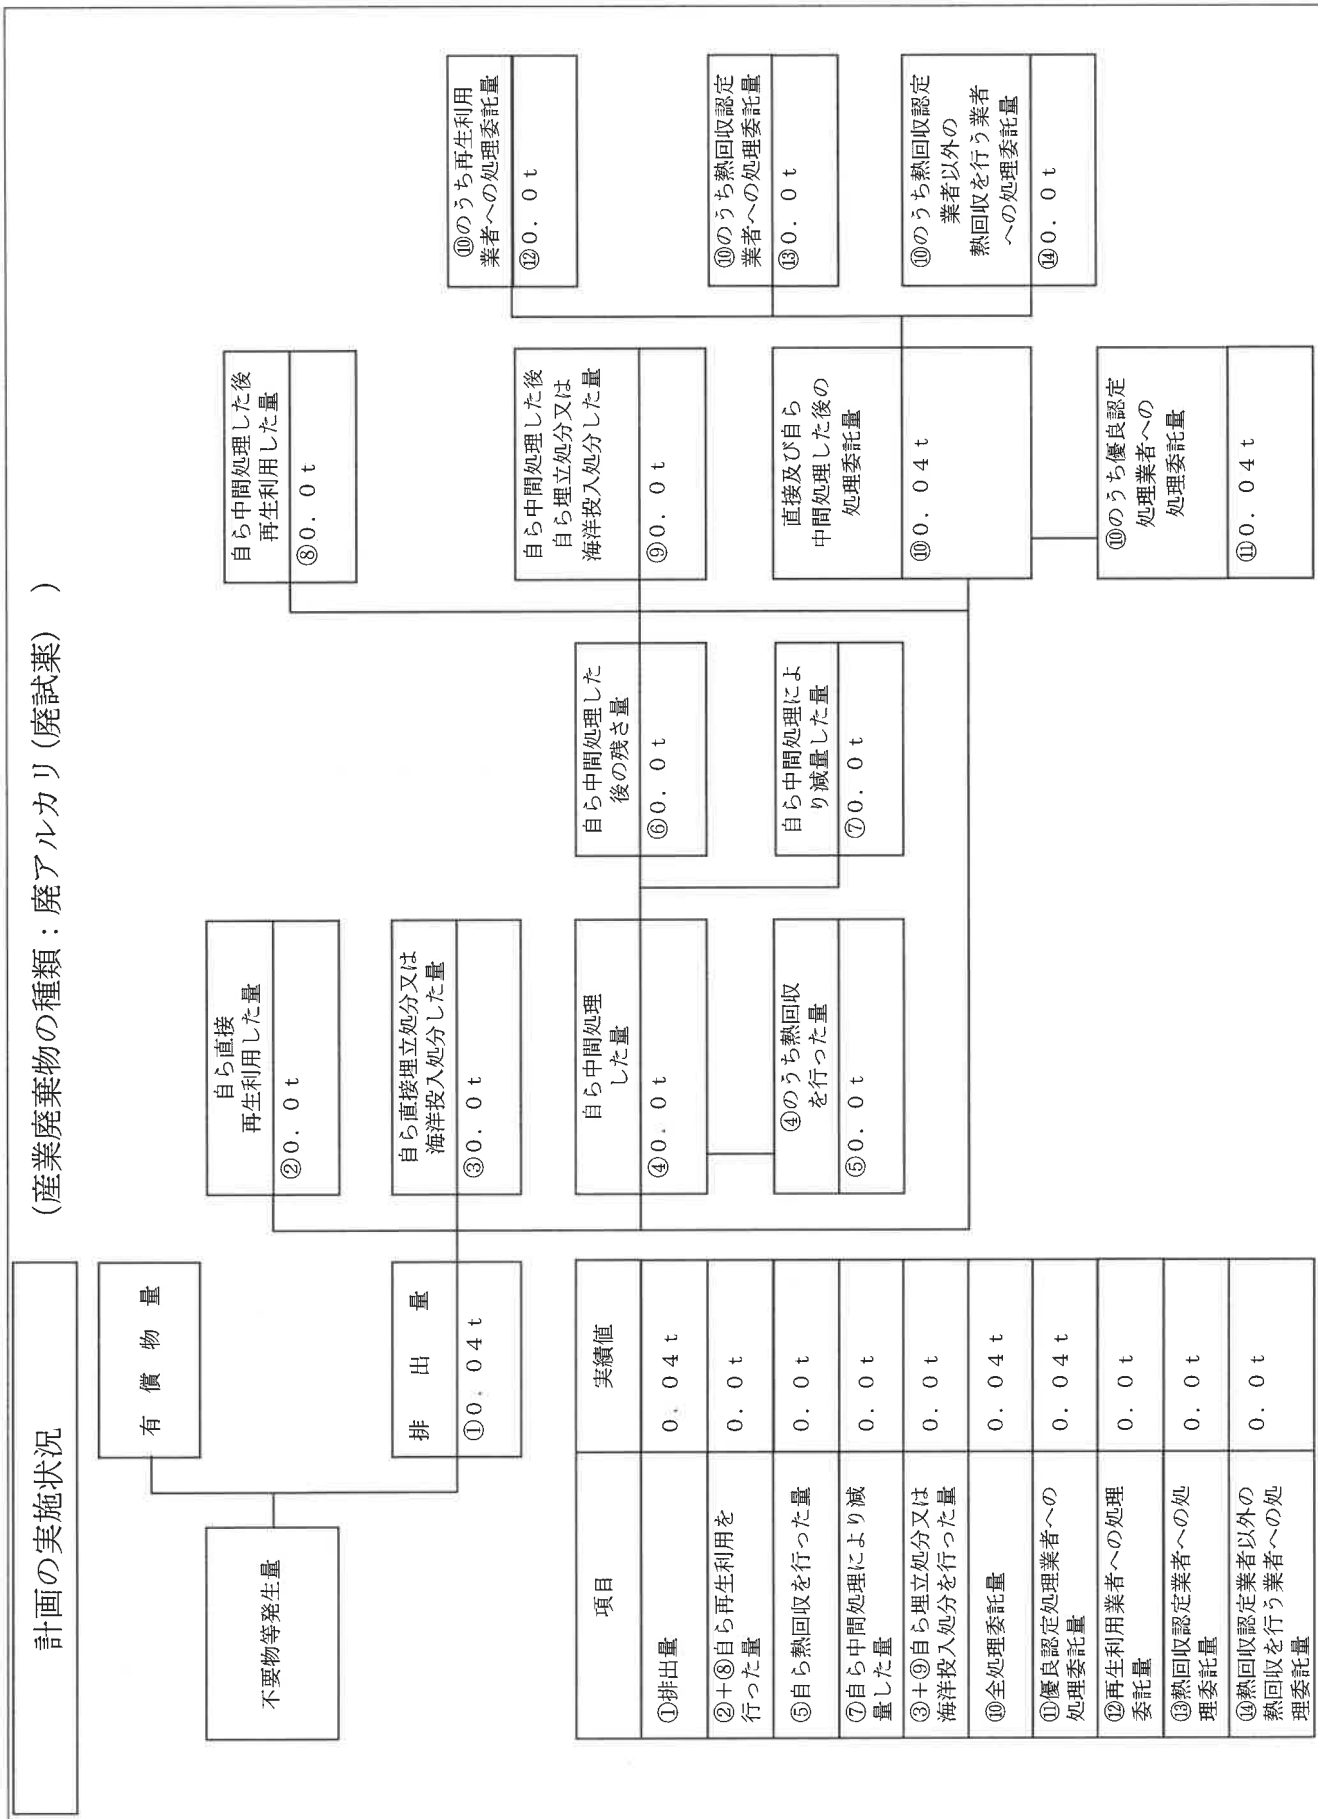 計画の実施状況
(産業廃棄物の種類：廃アルカリ(廃試薬)　)
不要物等発生量
有償物量
排出量
①0．04t
自ら直接
再生利用した量
②0．0t
自ら直接埋立処分又は
海洋投入処分した量
③0．0t
自ら中間処理
した量
④0．0t
④のうち熱回収
を行った量
⑤0．0t
自ら中間処理した
後の残さ量
⑥0．0t
自ら中間処理によ
り減量した量
⑦0．0t
自ら中間処理した後
再生利用した量
⑧0．0t
自ら中間処理した後
自ら埋立処分又は
海洋投入処分した量
⑨0．0t
直接及び自ら
中間処理した後の
処理委託量
⑩0．04t
⑩のうち優良認定
処理業者への
処理委託量
⑪0．04t
⑩のうち再生利用
業者への処理委託量
⑫0．0t
⑩のうち熱回収認定
業者への処理委託量
⑬0．0t
⑩のうち熱回収認定
業者以外の
熱回収を行う業者
への処理委託量
⑭0．0t
項目
実績値
①排出量
0．04t
②＋⑧自ら再生利用を
行った量
0．0t
⑤自ら熱回収を行った量
0．0t
⑦自ら中間処理により減
量した量
0．0t
③＋⑨自ら埋立処分又は
海洋投入処分を行った量
0．0t
⑩全処理委託量
0．04t
⑪優良認定処理業者への
処理委託量
0．04t
⑫再生利用業者への処理
委託量
0．0t
⑬熱回収認定業者への処
理委託量
0．0t
⑭熱回収認定業者以外の
熱回収を行う業者への処
理委託量
0．0t